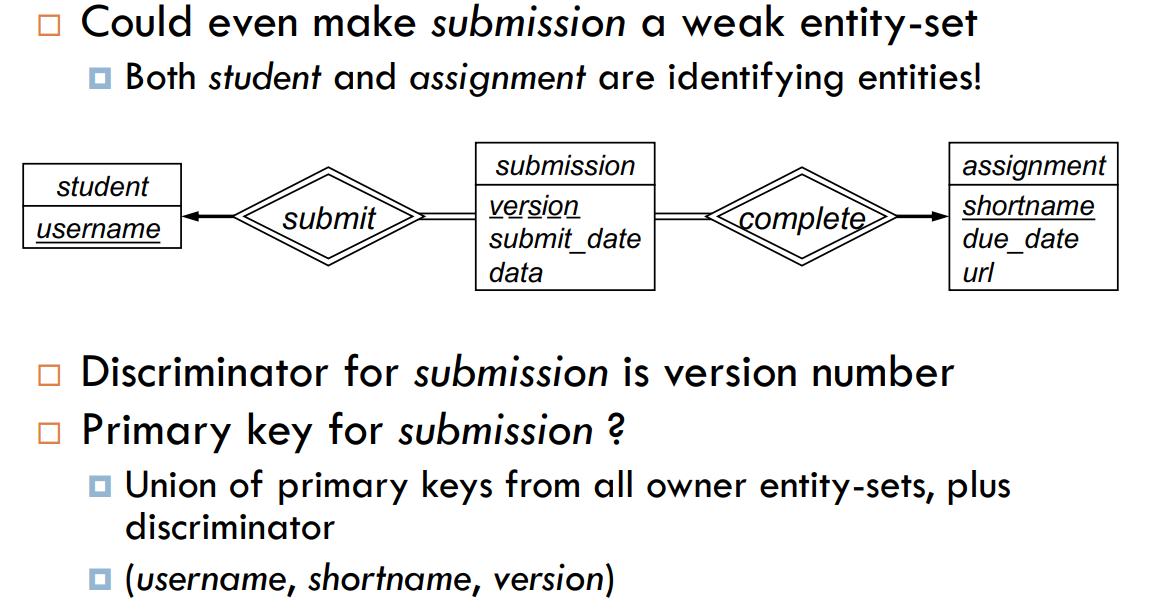 Could even make submission a weak entity-set
Both student and assignment are identifying entities!
student
username
submit
submission
version
submit_date
data
complete
assignment
shortname
due_date
url
Discriminator for submission is version number
Primary key for submission ?
Union of primary keys from all owner entity-sets, plus
discriminator
(username, shortname, version)